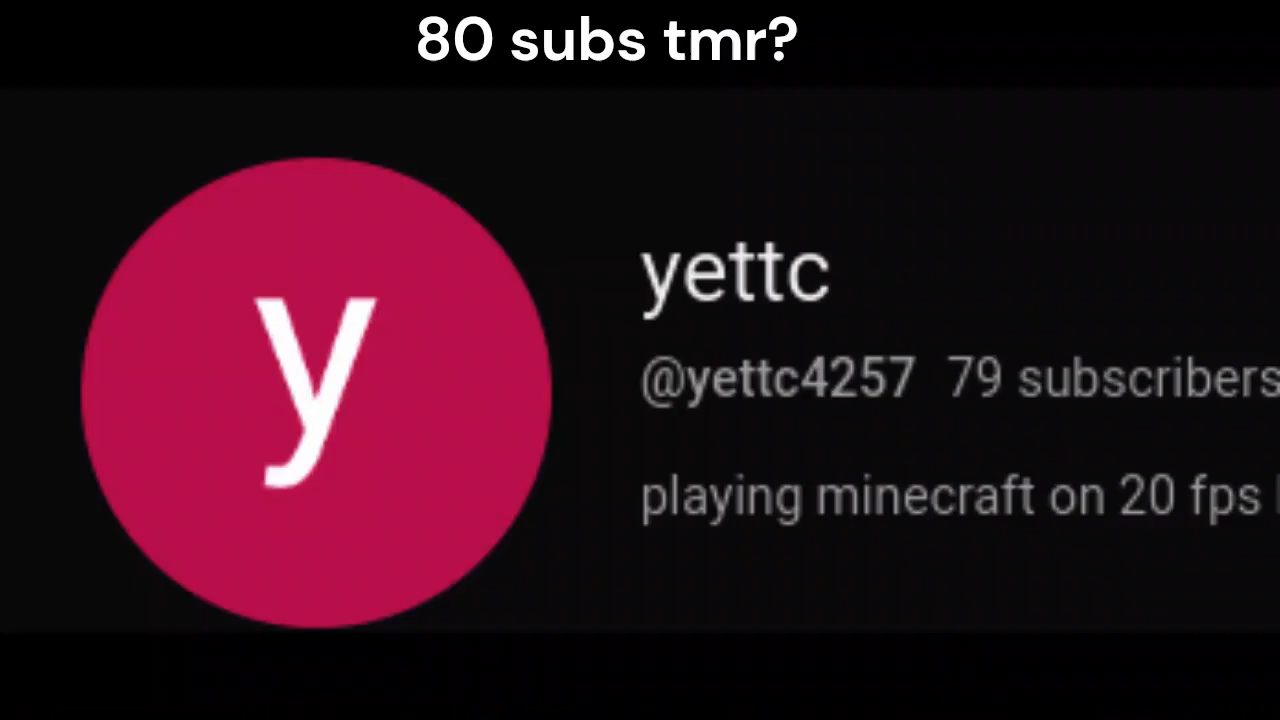 80 subs tmr?
y
yettc
@yettc4257 79 subscribers
playing minecraft on 20 fps